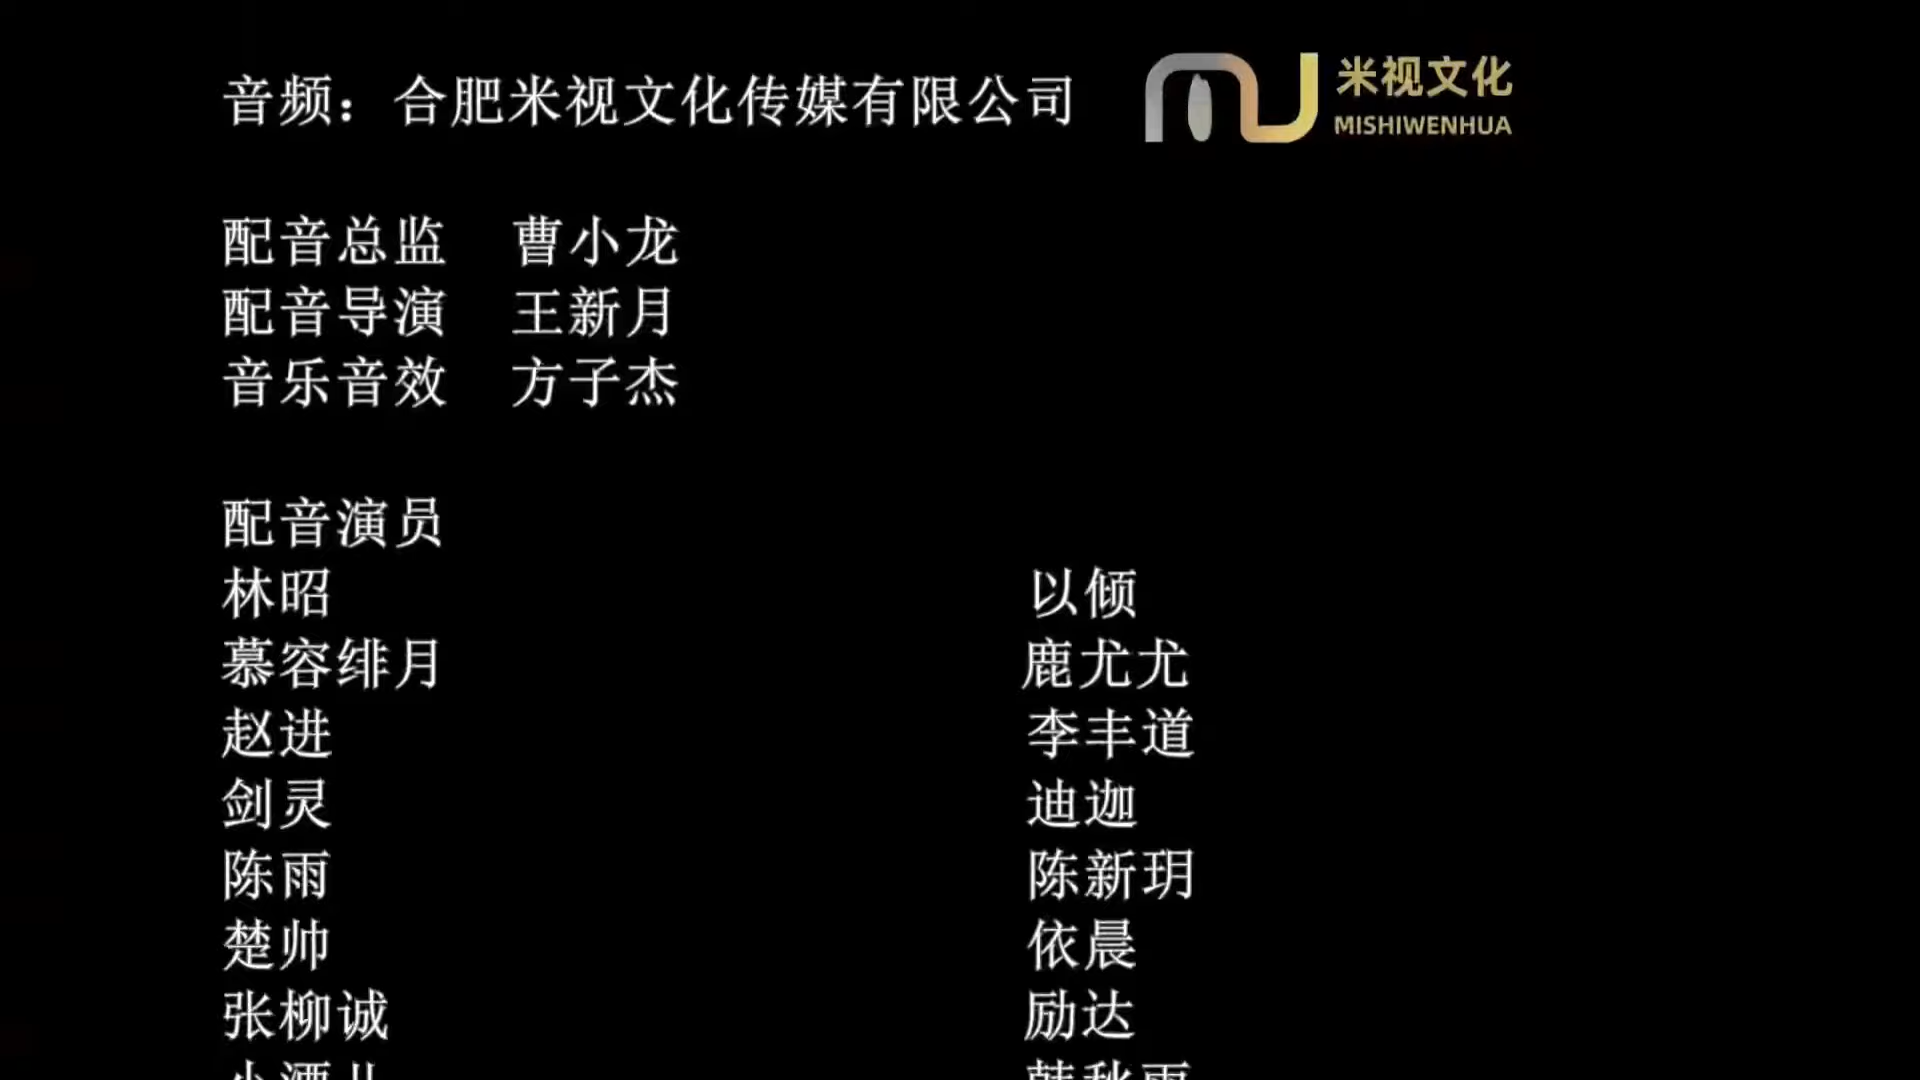 音频：合肥米视文化传媒有限公司
米视文化
MISHIWENHUA
配音总监 曹小龙
配音导演 王新月
音乐音效 方子杰
配音演员
林昭 以倾
慕容绯月 鹿尤尤
赵进 李丰道
剑灵 迪迦
陈雨 陈新玥
楚帅 依晨
张柳诚 励达